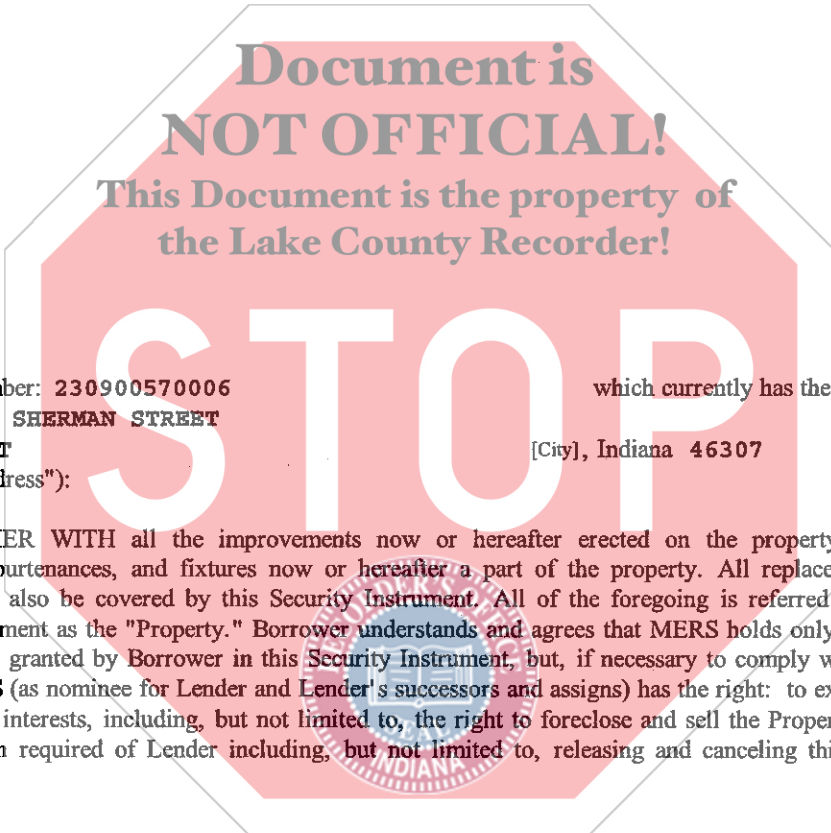 Document is
NOT OFFICIAL!
This Document is the property of
the Lake County Recorder!
STOP
ber: 230900570006 which currently has the
SHERMAN STREET
T [City], Indiana 46307
dress"):
ER WITH all the improvements now or hereafter erected on the property
purtenances, and fixtures now or hereafter a part of the property. All replace
also be covered by this Security Instrument. All of the foregoing is referred
ment as the "Property." Borrower understands and agrees that MERS holds only
granted by Borrower in this Security Instrument, but, if necessary to comply w
S (as nominee for Lender and Lender's successors and assigns) has the right: to ex
interests, including, but not limited to, the right to foreclose and sell the Proper
n required of Lender including, but not limited to, releasing and canceling thi
RECORDER'S OFFICE
SEAL
INDIANA